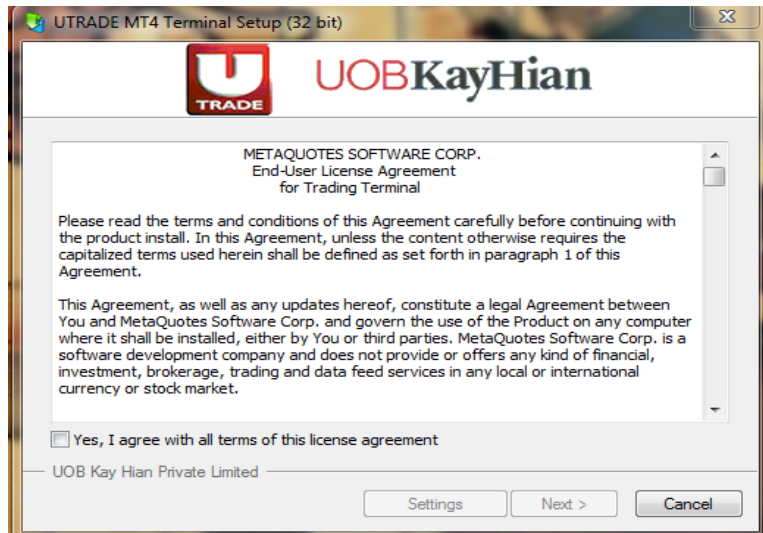 UTRADE MT4 Terminal Setup (32 bit)
U
TRADE
UOBKayHian
METAQUOTES SOFTWARE CORP.
End-User License Agreement
for Trading Terminal
Please read the terms and conditions of this Agreement carefully before continuing with
the product install. In this Agreement, unless the content otherwise requires the
capitalized terms used herein shall be defined as set forth in paragraph 1 of this
Agreement.
This Agreement, as well as any updates hereof, constitute a legal Agreement between
You and MetaQuotes Software Corp. and govern the use of the Product on any computer
where it shall be installed, either by You or third parties. MetaQuotes Software Corp. is a
software development company and does not provide or offers any kind of financial,
investment, brokerage, trading and data feed services in any local or international
currency or stock market.
Yes, I agree with all terms of this license agreement
UOB Kay Hian Private Limited
Settings Next > Cancel